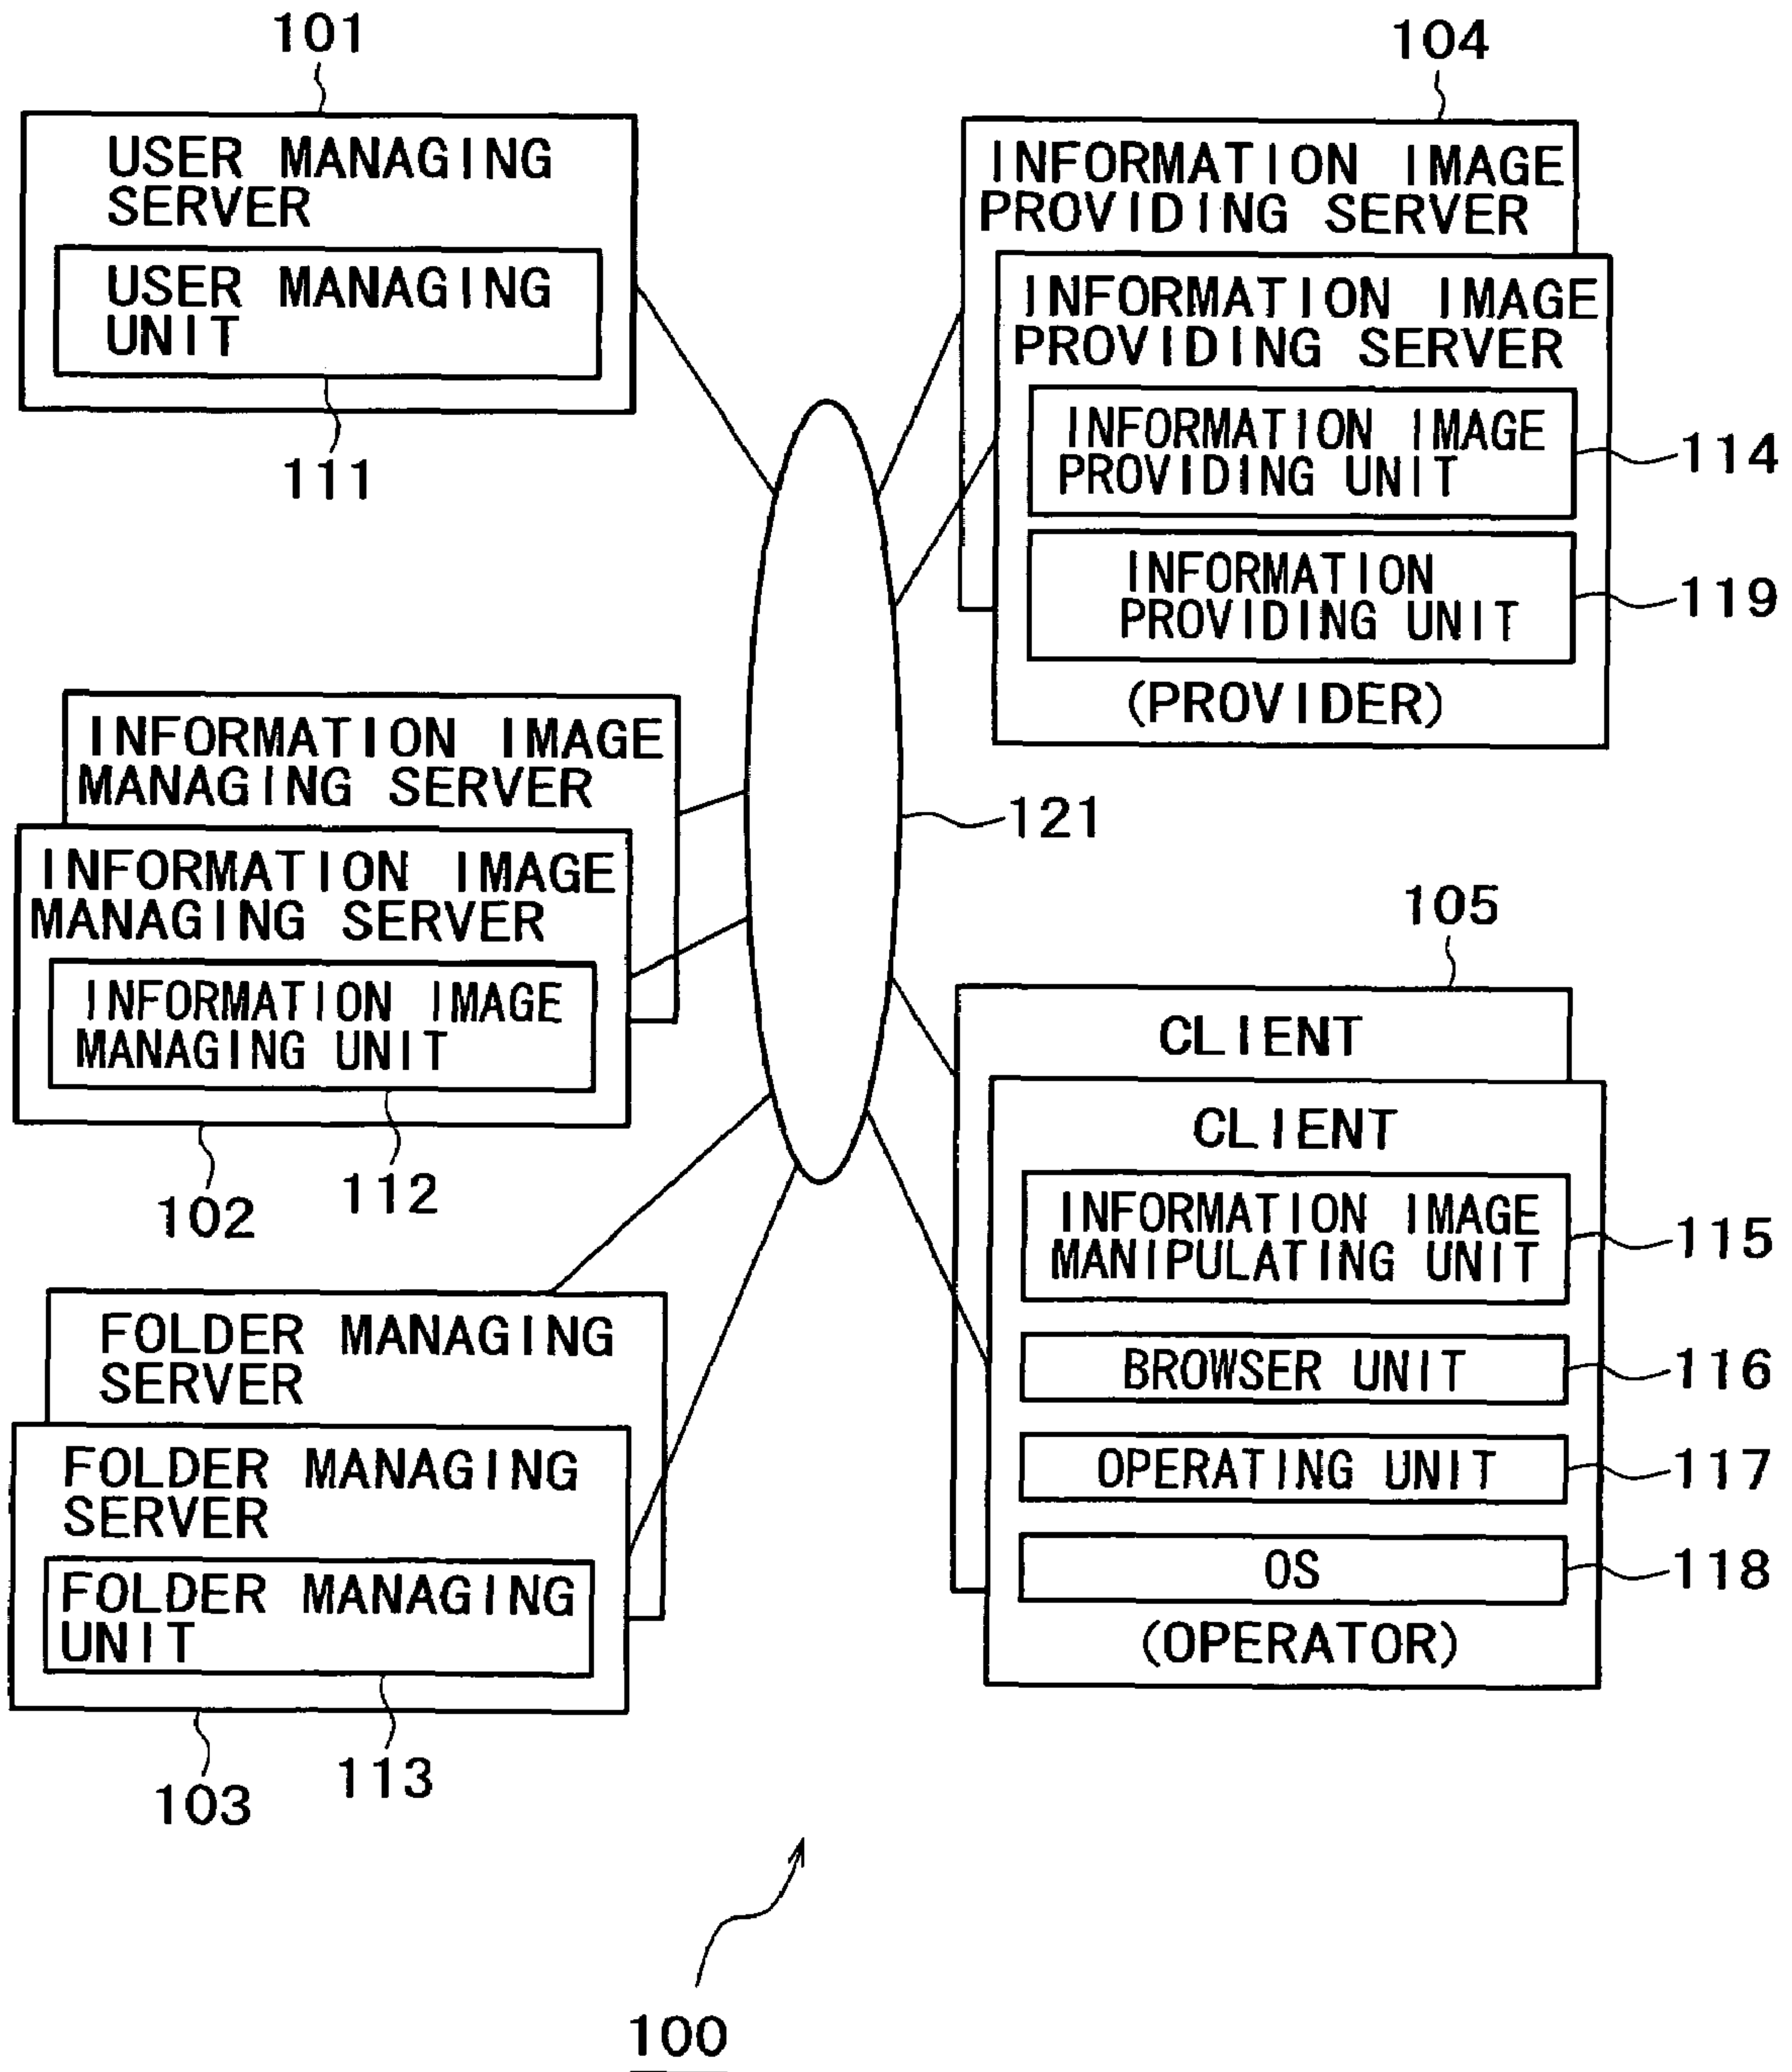 101
USER MANAGING
SERVER
USER MANAGING
UNIT
111
104
INFORMATION IMAGE
PROVIDING SERVER
INFORMATION IMAGE
PROVIDING SERVER
INFORMATION IMAGE
PROVIDING UNIT
114
INFORMATION
PROVIDING UNIT
119
(PROVIDER)
INFORMATION IMAGE
MANAGING SERVER
INFORMATION IMAGE
MANAGING SERVER
INFORMATION IMAGE
MANAGING UNIT
112
102
121
105
CLIENT
CLIENT
INFORMATION IMAGE
MANIPULATING UNIT
115
BROWSER UNIT
116
OPERATING UNIT
117
OS
118
(OPERATOR)
FOLDER MANAGING
SERVER
FOLDER MANAGING
SERVER
FOLDER MANAGING
UNIT
113
103
100